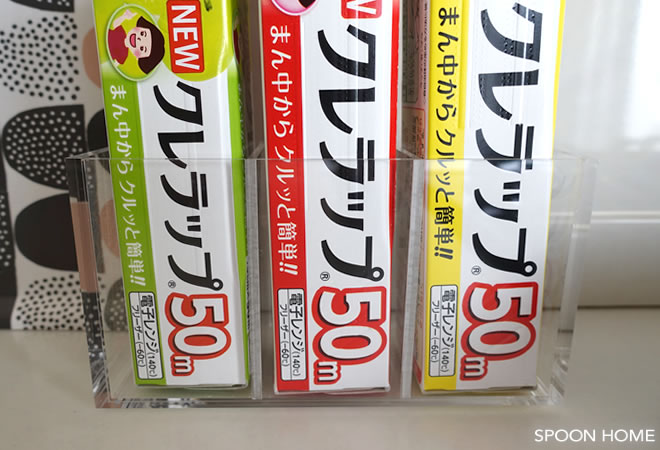 NEW
クレラップ®
50m
まん中から クルッと簡単!!
電子レンジ(140℃)
フリーザー(-60℃)
NEW
クレラップ®
50m
まん中から クルッと簡単!!
電子レンジ(140℃)
フリーザー(-60℃)
クレラップ®
50m
まん中から クルッと簡単!!
電子レンジ(140℃)
フリーザー(-60℃)
SPOON HOME